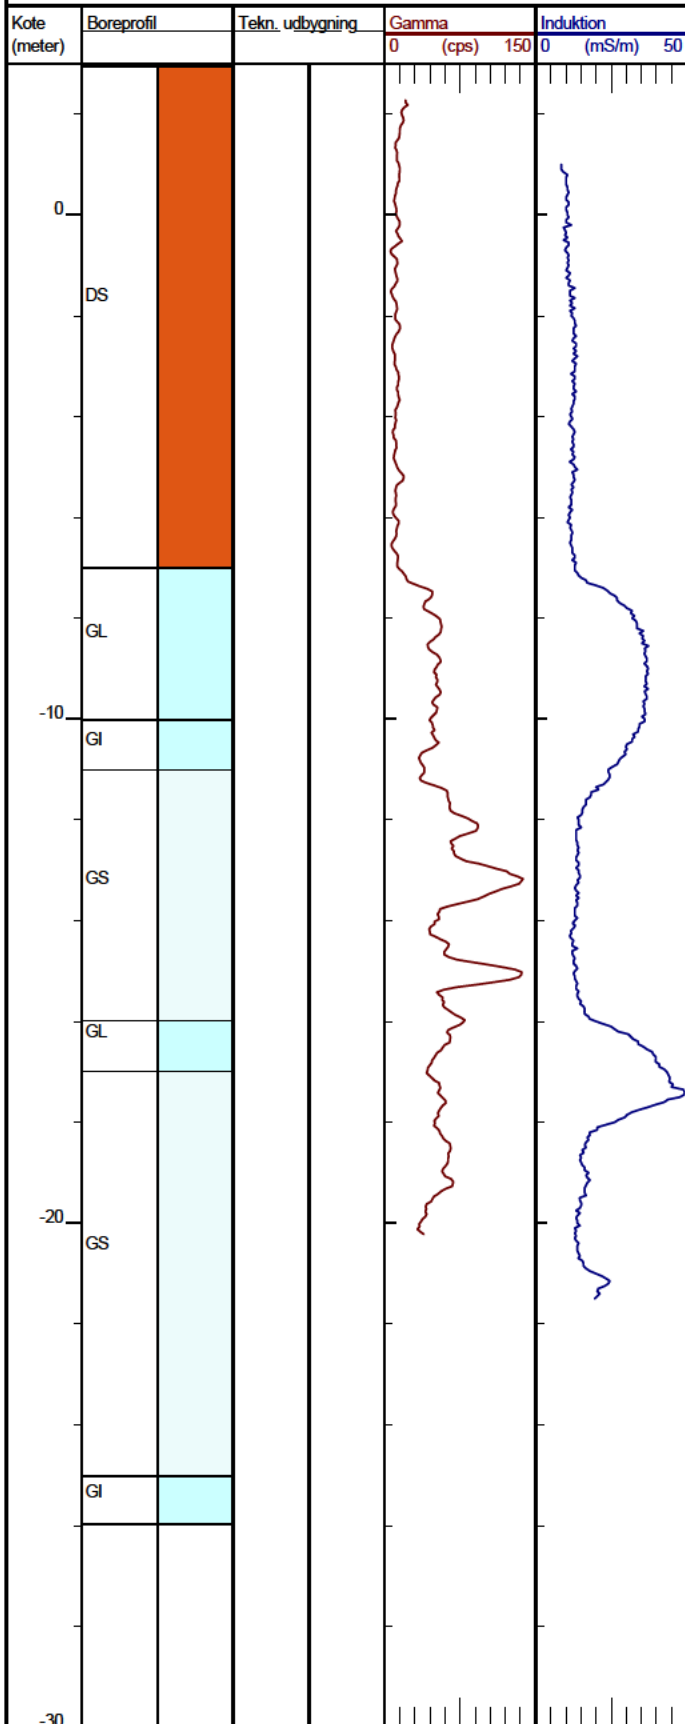 Kote Boreprofil Tekn. udbygning Gamma Induktion
(meter) 0 (cps) 150 0 (mS/m) 50
0
DS
GL
-10
GI
GS
GL
-20
GS
GI
-30